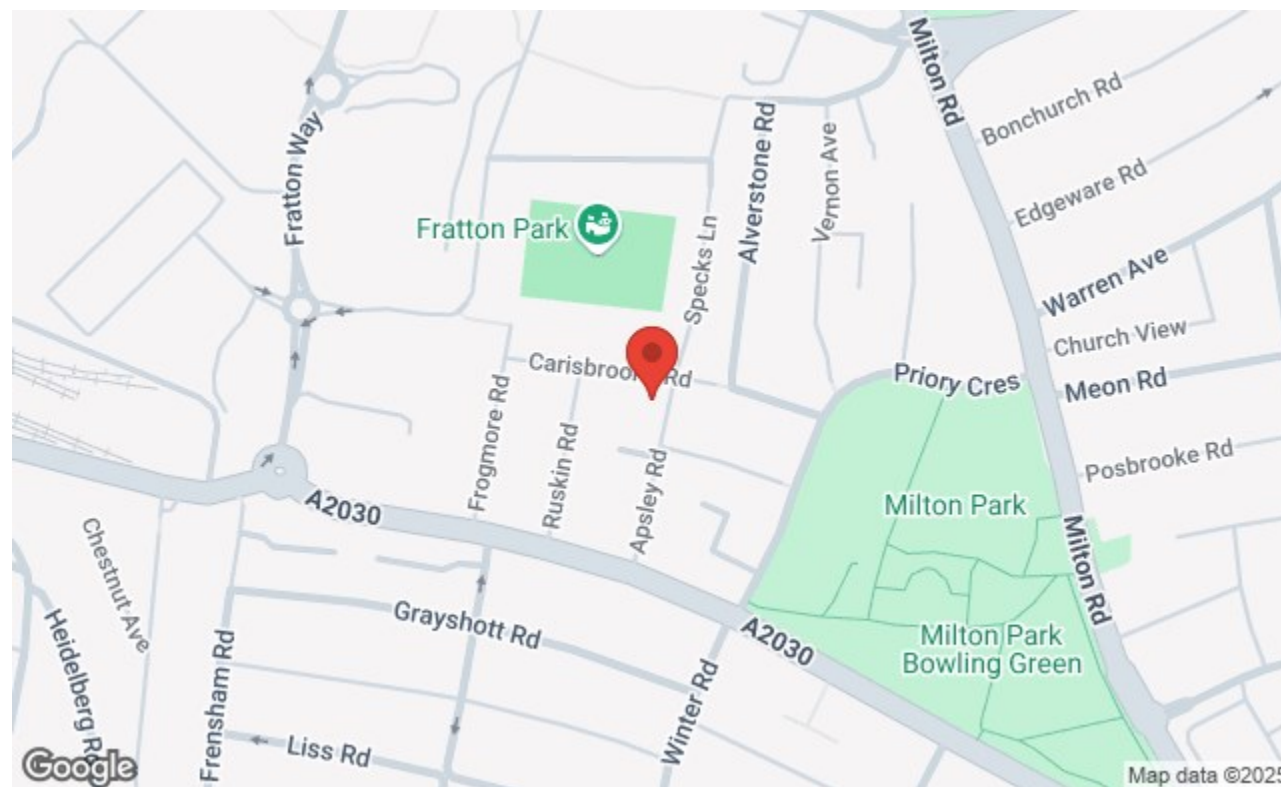 Milton Rd
Bonchurch Rd
Fratton Way
Alverstone Rd
Vernon Ave
Edgeware Rd
Fratton Park
Specks Ln
Warren Ave
Church View
Carisbrooke Rd
Priory Cres
Meon Rd
Frogmore Rd
Ruskin Rd
Posbrooke Rd
A2030
Apsley Rd
Milton Park
Chestnut Ave
Milton Rd
Heidelberg Rd
Grayshott Rd
A2030
Milton Park
Bowling Green
Frensham Rd
Winter Rd
Liss Rd
Google
Map data ©2025